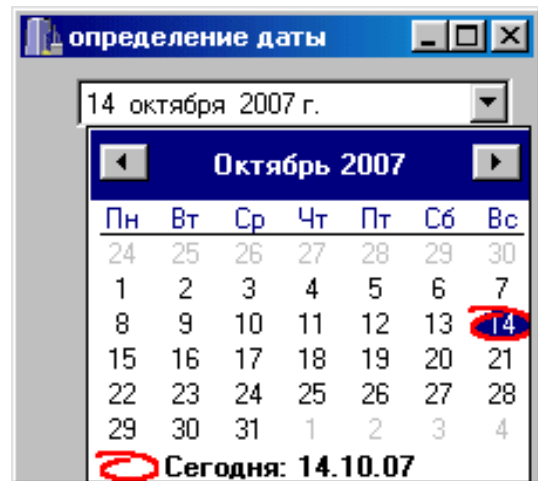 определение даты
14 октября 2007 г.
Октябрь 2007
Пн Вт Ср Чт Пт Сб Вс
24 25 26 27 28 29 30
1 2 3 4 5 6 7
8 9 10 11 12 13 14
15 16 17 18 19 20 21
22 23 24 25 26 27 28
29 30 31 1 2 3 4
Сегодня: 14.10.07